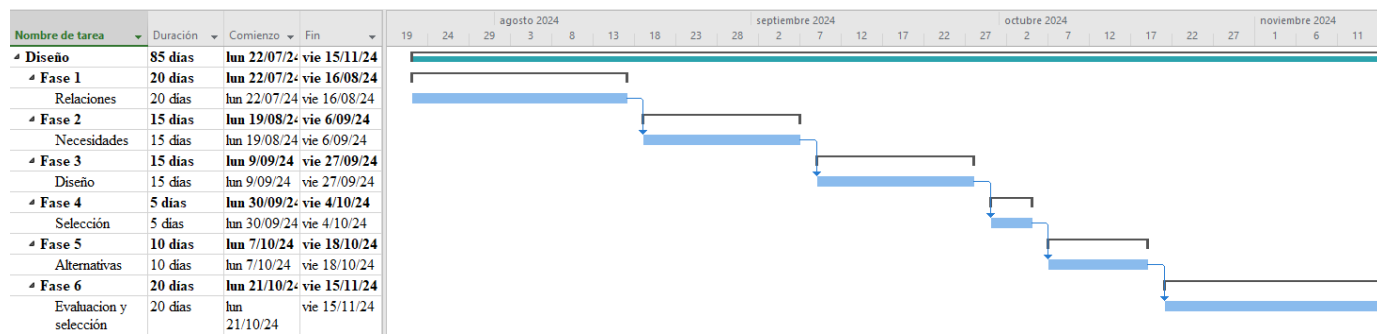 agosto 2024 septiembre 2024 octubre 2024 noviembre 2024
Nombre de tarea Duración Comienzo Fin 19 24 29 3 8 13 18 23 28 2 7 12 17 22 27 2 7 12 17 22 27 1 6 11
Diseño 85 días lun 22/07/24 vie 15/11/24
Fase 1 20 días lun 22/07/24 vie 16/08/24
Relaciones 20 días lun 22/07/24 vie 16/08/24
Fase 2 15 días lun 19/08/24 vie 6/09/24
Necesidades 15 días lun 19/08/24 vie 6/09/24
Fase 3 15 días lun 9/09/24 vie 27/09/24
Diseño 15 días lun 9/09/24 vie 27/09/24
Fase 4 5 días lun 30/09/24 vie 4/10/24
Selección 5 días lun 30/09/24 vie 4/10/24
Fase 5 10 días lun 7/10/24 vie 18/10/24
Alternativas 10 días lun 7/10/24 vie 18/10/24
Fase 6 20 días lun 21/10/24 vie 15/11/24
Evaluacion y 20 días lun vie 15/11/24
selección 21/10/24